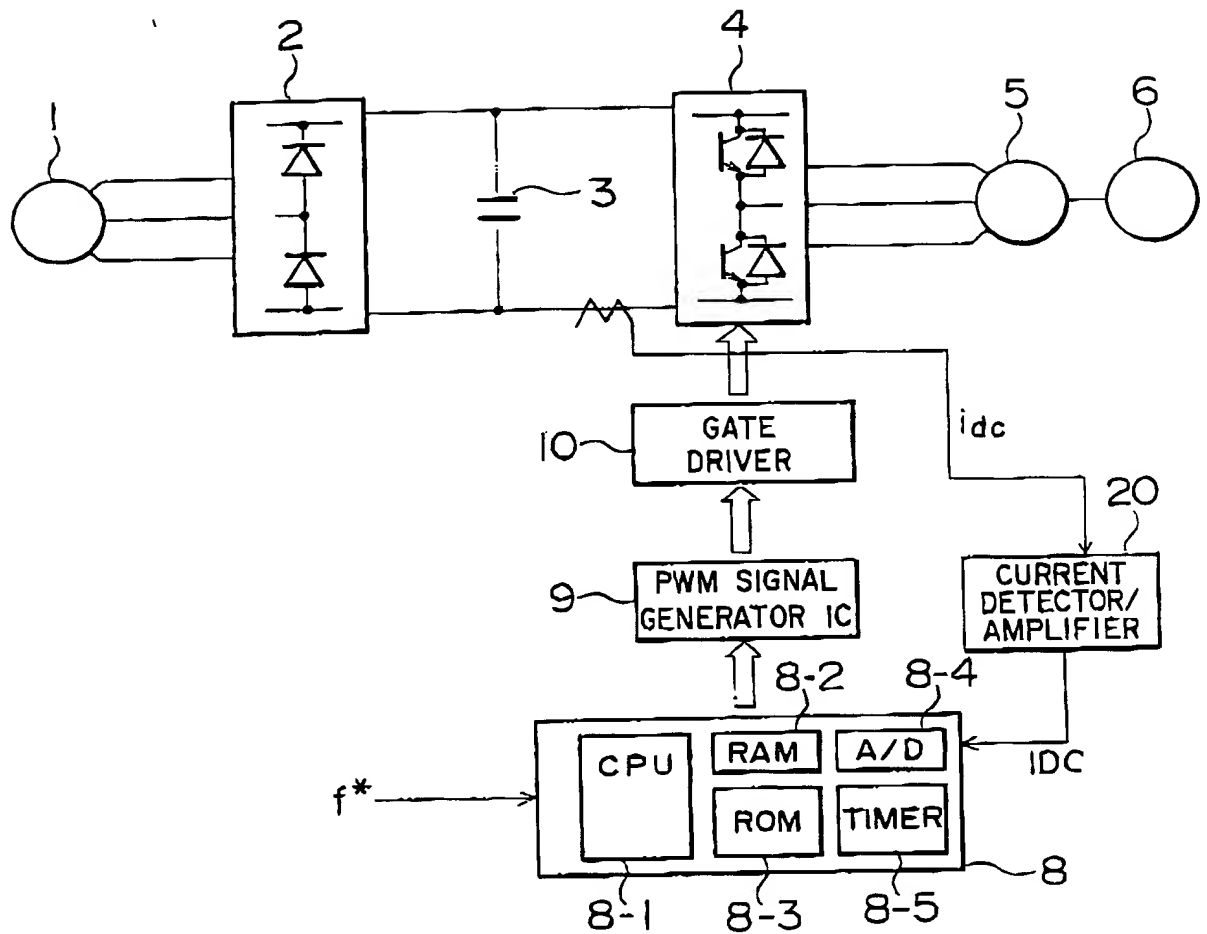 2
4
1
5
6
3
10
GATE
DRIVER
idc
20
9
PWM SIGNAL
GENERATOR IC
CURRENT
DETECTOR/
AMPLIFIER
8-2
8-4
CPU
RAM
A/D
IDC
f*
ROM
TIMER
8
8-1
8-3
8-5